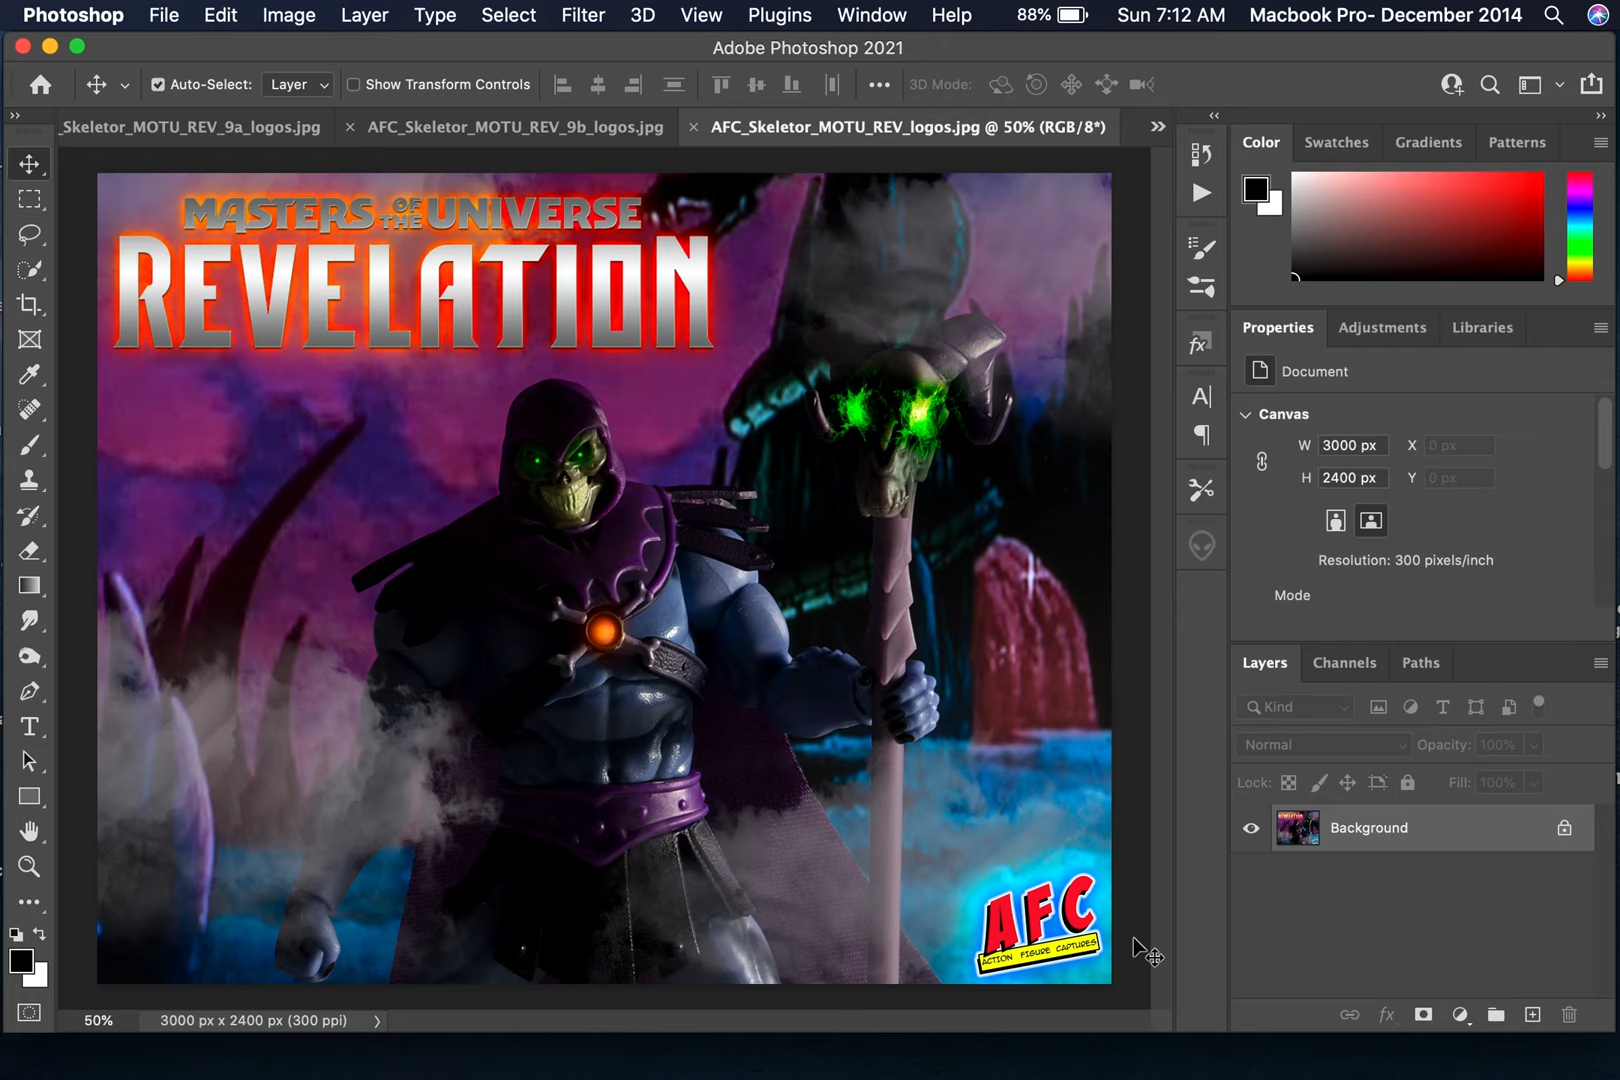 Photoshop File Edit Image Layer Type Select Filter 3D View Plugins Window Help 88% Sun 7:12 AM Macbook Pro- December 2014
Adobe Photoshop 2021
Auto-Select: Layer Show Transform Controls 3D Mode:
_Skeletor_MOTU_REV_9a_logos.jpg × AFC_Skeletor_MOTU_REV_9b_logos.jpg × AFC_Skeletor_MOTU_REV_logos.jpg @ 50% (RGB/8*)
Color Swatches Gradients Patterns
MASTERS OF THE UNIVERSE
REVELATION
Properties Adjustments Libraries
Document
Canvas
W 3000 px X 0 px
H 2400 px Y 0 px
Resolution: 300 pixels/inch
Mode
Layers Channels Paths
Kind
Normal Opacity: 100%
Lock: Fill: 100%
REVELATION
Background
AFC
ACTION FIGURE CAPTURES
50% 3000 px x 2400 px (300 ppi)